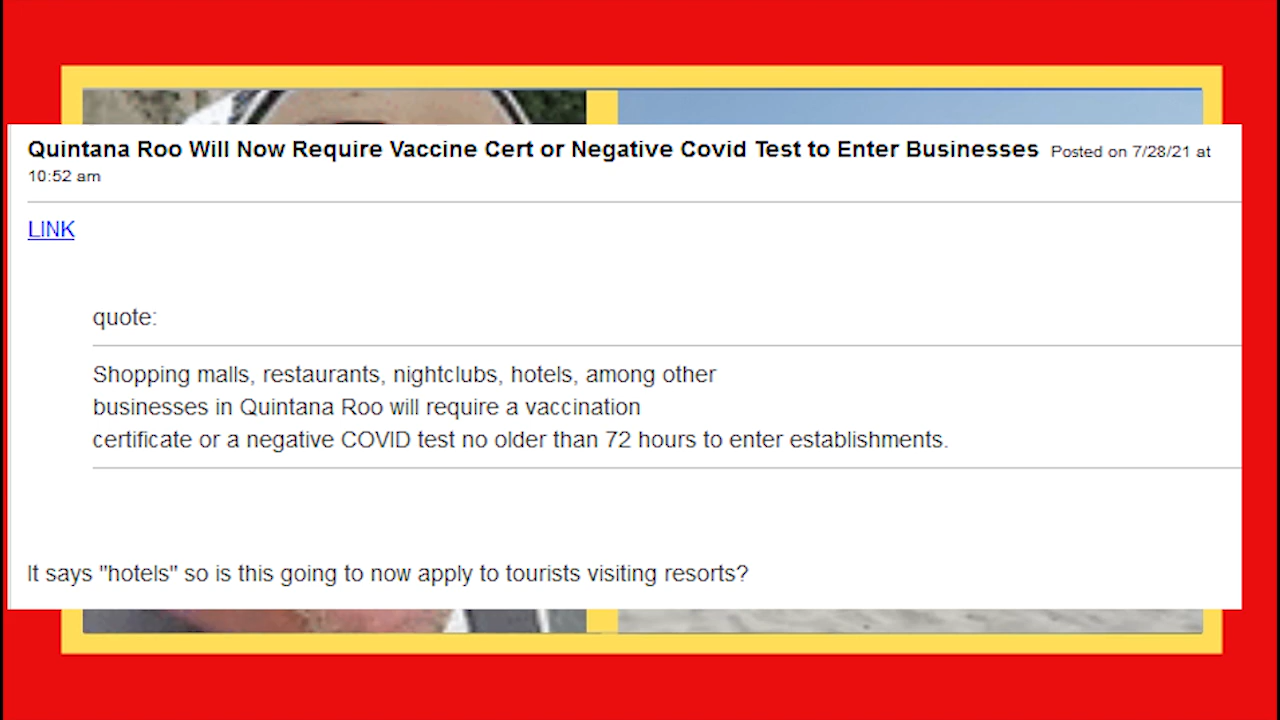 Quintana Roo Will Now Require Vaccine Cert or Negative Covid Test to Enter Businesses Posted on 7/28/21 at
10:52 am
LINK
quote:
Shopping malls, restaurants, nightclubs, hotels, among other
businesses in Quintana Roo will require a vaccination
certificate or a negative COVID test no older than 72 hours to enter establishments.
It says "hotels" so is this going to now apply to tourists visiting resorts?